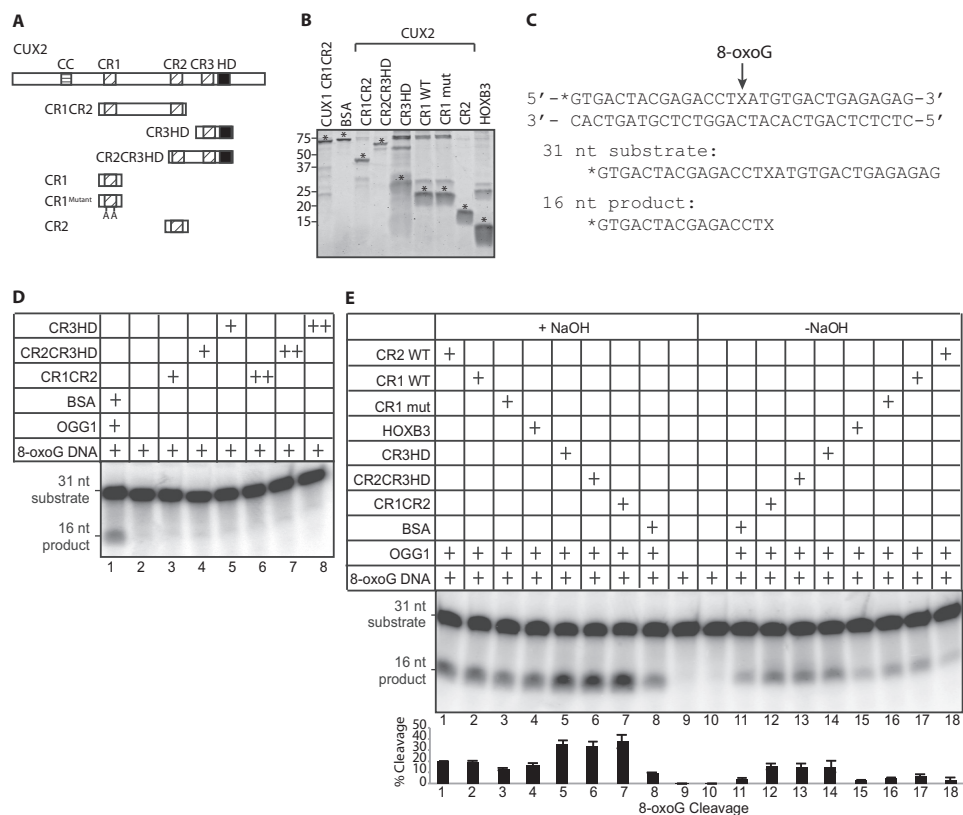 A
CUX2
CC CR1 CR2 CR3 HD
CR1CR2
CR3HD
CR2CR3HD
CR1
CR1Mutant
A A
CR2
B
CUX2
CUX1 CR1CR2
BSA
CR1CR2
CR2CR3HD
CR3HD
CR1 WT
CR1 mut
CR2
HOXB3
75
50
37
25
20
15
* * * * * * * * *
C
8-oxoG
5'-*GTGACTACGAGACCTXATGTGACTGAGAGAG-3'
3'- CACTGATGCTCTGGACTACACTGACTCTCTC-5'
31 nt substrate:
*GTGACTACGAGACCTXATGTGACTGAGAGAG
16 nt product:
*GTGACTACGAGACCTX
D
CR3HD + ++
CR2CR3HD + ++
CR1CR2 + ++
BSA +
OGG1 +
8-oxoG DNA + + + + + + + +
31 nt
substrate
16 nt
product
1 2 3 4 5 6 7 8
E
+ NaOH -NaOH
CR2 WT + +
CR1 WT + +
CR1 mut + +
HOXB3 + +
CR3HD + +
CR2CR3HD + +
CR1CR2 + +
BSA + +
OGG1 + + + + + + + + + + + + + + + +
8-oxoG DNA + + + + + + + + + + + + + + + + + +
31 nt
substrate
16 nt
product
1 2 3 4 5 6 7 8 9 10 11 12 13 14 15 16 17 18
% Cleavage
50
40
30
20
10
0
1 2 3 4 5 6 7 8 9 10 11 12 13 14 15 16 17 18
8-oxoG Cleavage